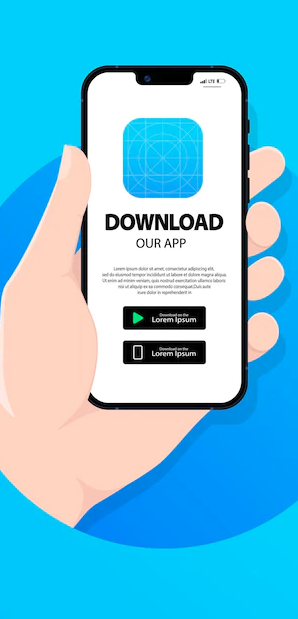 LTE
DOWNLOAD
OUR APP
Lorem ipsum dolor sit amet, consectetur adipiscing elit,
sed do eiusmod tempor incididunt ut labore et dolore magna aliqua.
Ut enim ad minim veniam, quis nostrud exercitation ullamco laboris
nisi ut aliquip ex ea commodo consequat.Duis aute
irure dolor in reprehenderit in
Download on the
Lorem Ipsum
Download on the
Lorem Ipsum